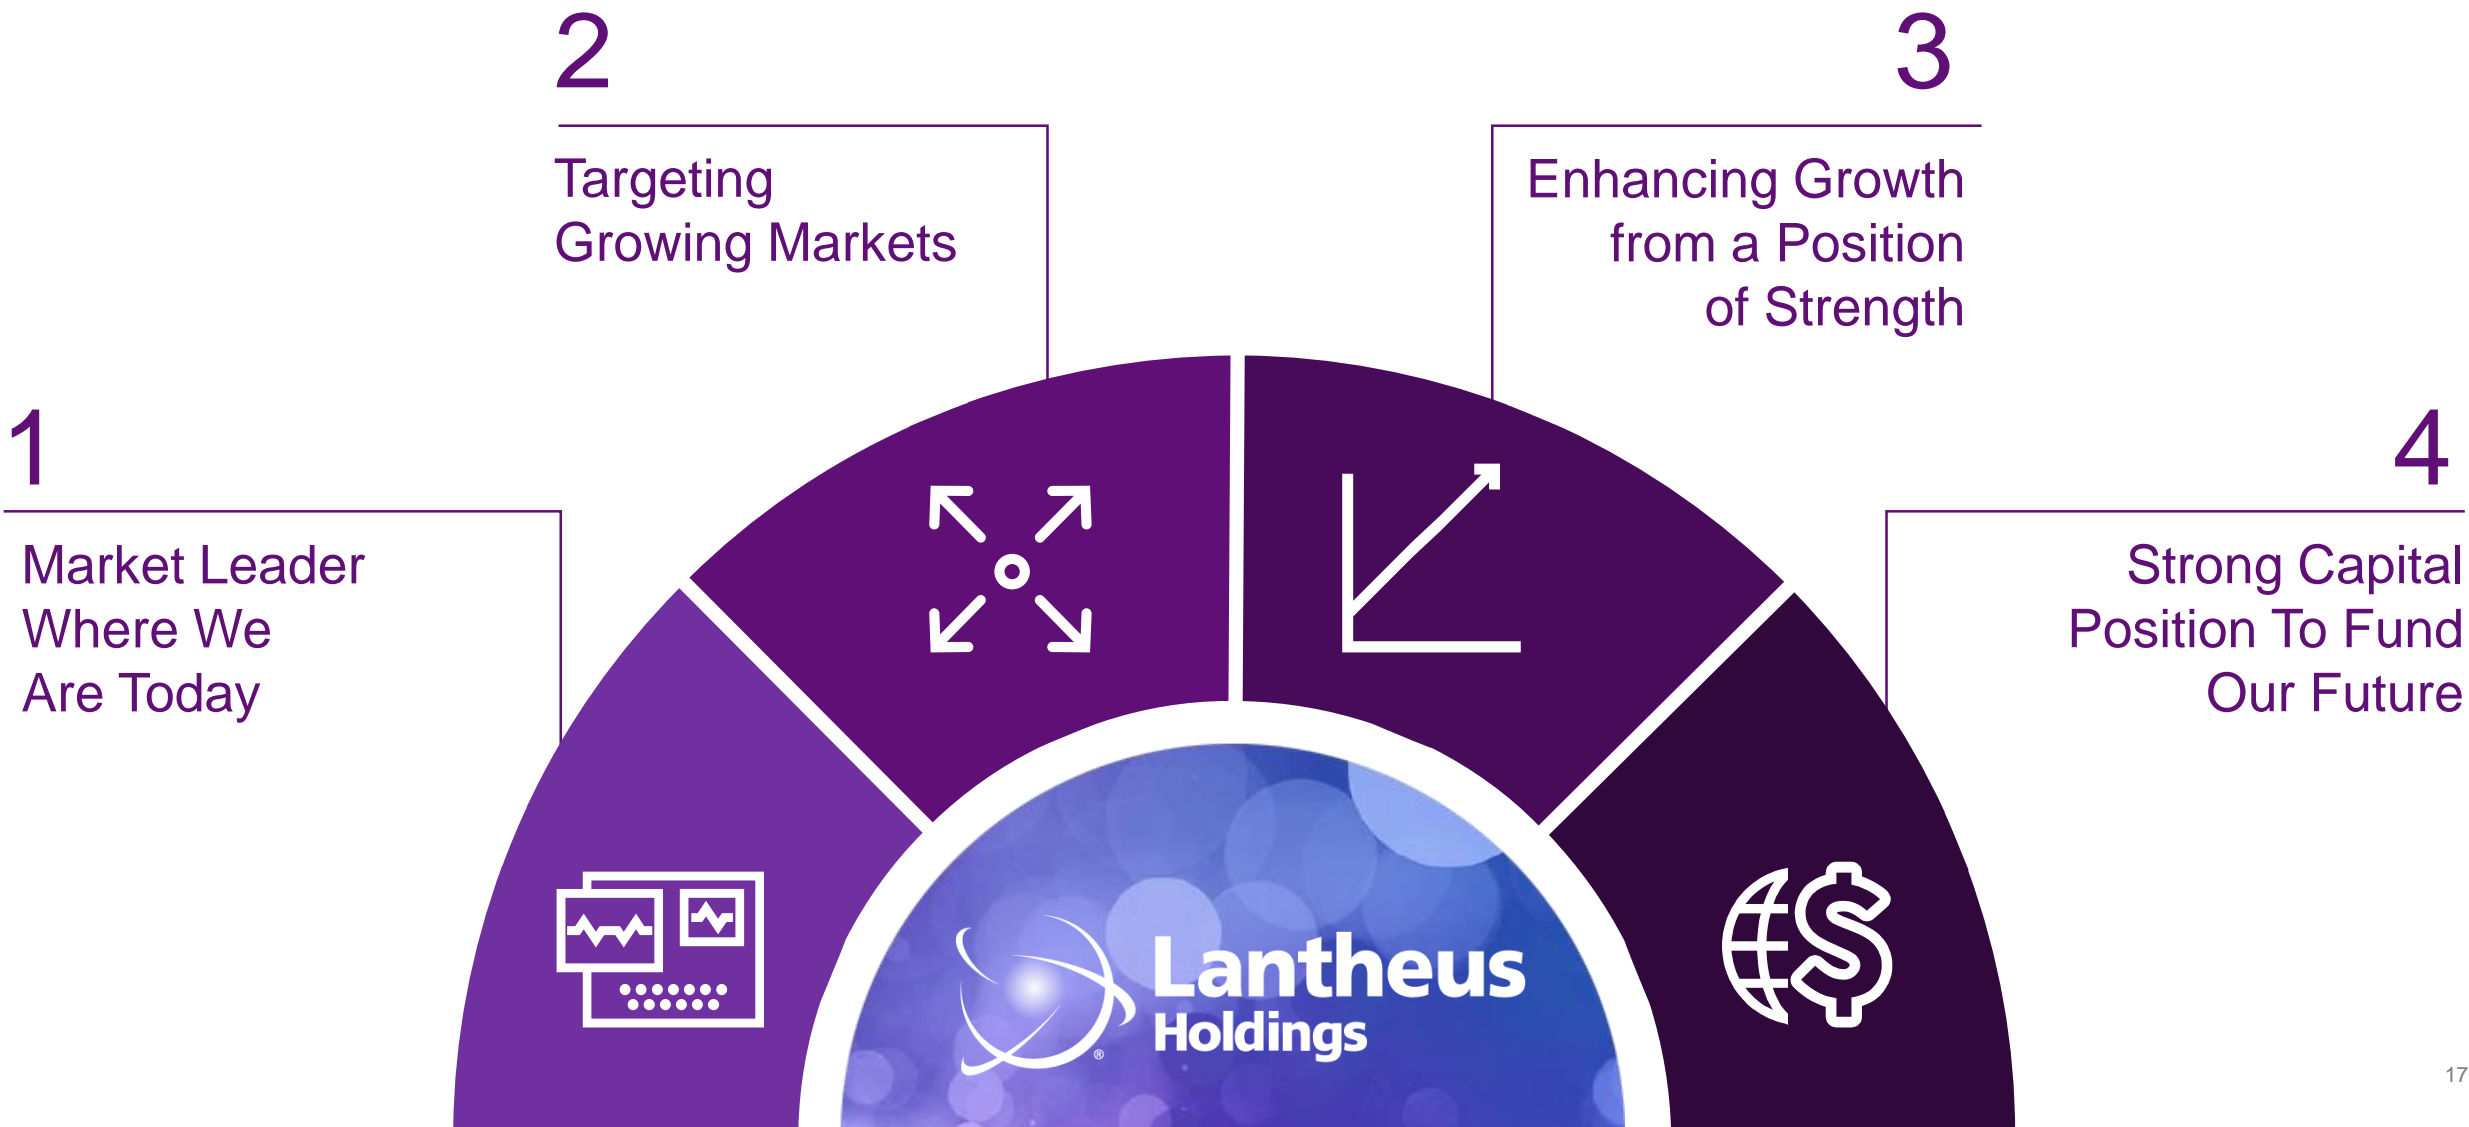 1
Market Leader
Where We
Are Today
2
Targeting
Growing Markets
3
Enhancing Growth
from a Position
of Strength
4
Strong Capital
Position To Fund
Our Future
Lantheus
Holdings
®
17